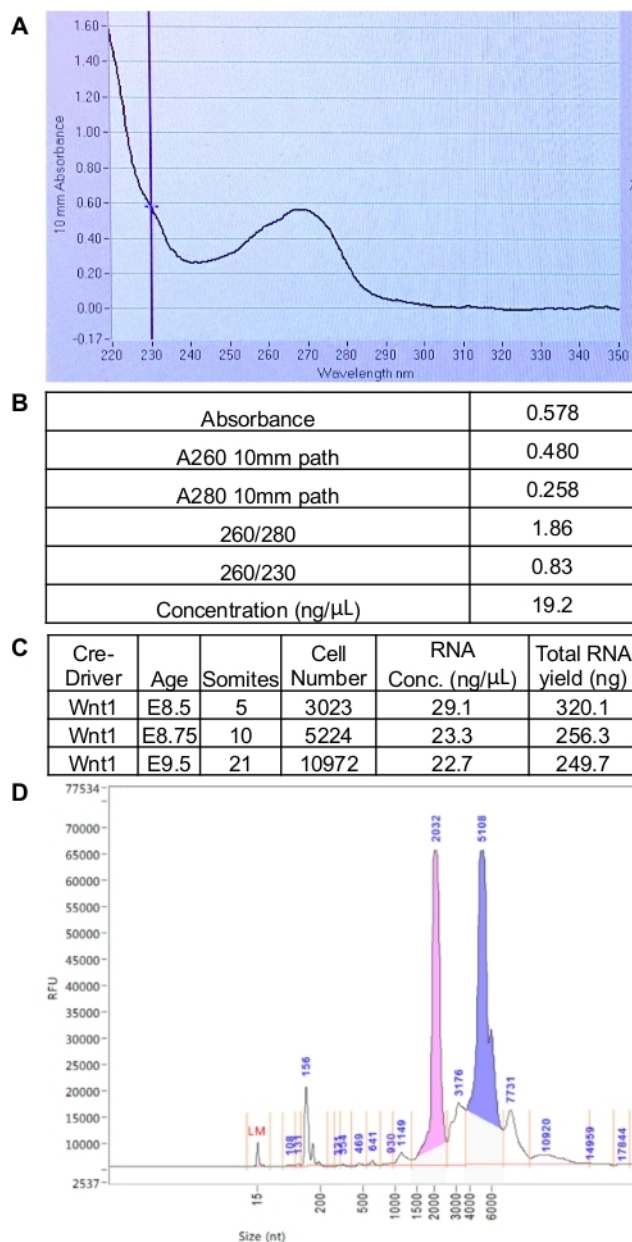 A
1.60
1.40
1.20
1.00
0.80
0.60
0.40
0.20
0.00
-0.17
10 mm Absorbance
220 230 240 250 260 270 280 290 300 310 320 330 340 350
Wavelength nm
B
Absorbance 0.578
A260 10mm path 0.480
A280 10mm path 0.258
260/280 1.86
260/230 0.83
Concentration (ng/μL) 19.2
C
Cre-Driver Age Somites Cell Number RNA Conc. (ng/μL) Total RNA yield (ng)
Wnt1 E8.5 5 3023 29.1 320.1
Wnt1 E8.75 10 5224 23.3 256.3
Wnt1 E9.5 21 10972 22.7 249.7
D
77534
70000
65000
60000
55000
50000
45000
40000
35000
30000
25000
20000
15000
10000
2537
RFU
LM 108 131 156 354 469 641 930 1149 2032 3176 5108 7731 10920 14959 17844
15 200 500 1000 1500 2000 3000 4000 6000
Size (nt)